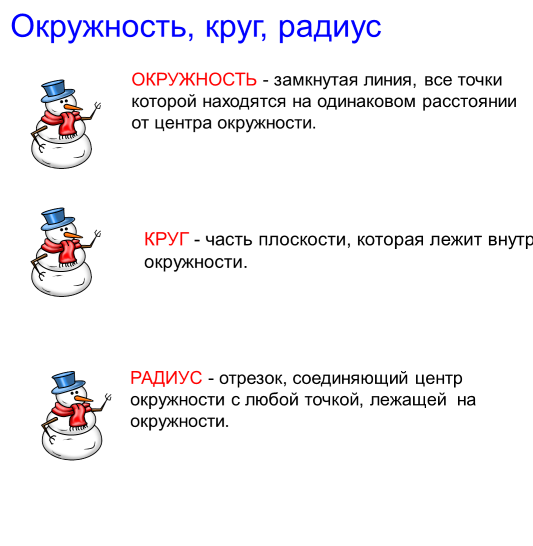 Окружность, круг, радиус
ОКРУЖНОСТЬ - замкнутая линия, все точки
которой находятся на одинаковом расстоянии
от центра окружности.
КРУГ - часть плоскости, которая лежит внутр
окружности.
РАДИУС - отрезок, соединяющий центр
окружности с любой точкой, лежащей на
окружности.